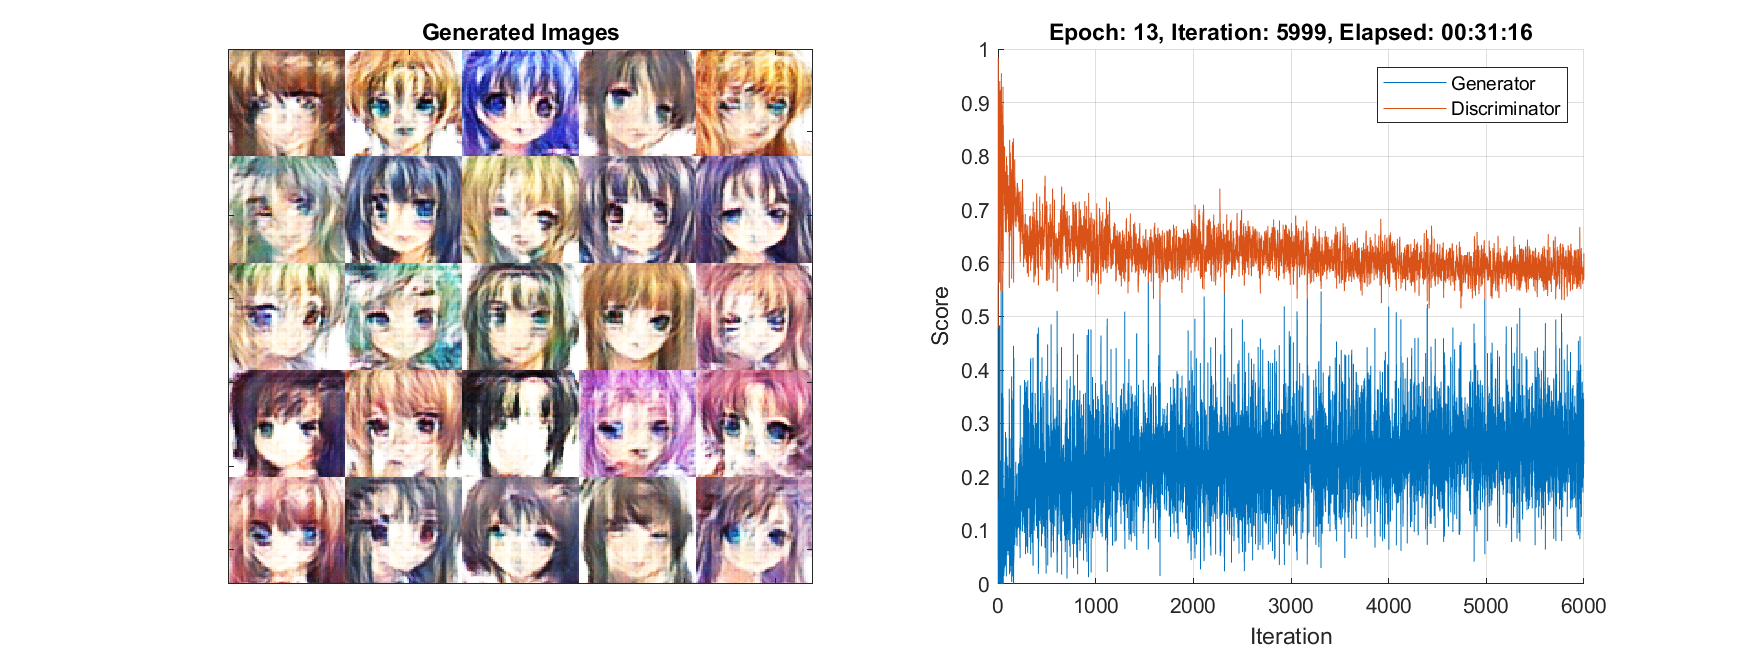 Generated Images
Epoch: 13, Iteration: 5999, Elapsed: 00:31:16
Generator
Discriminator
1
0.9
0.8
0.7
0.6
0.5
0.4
0.3
0.2
0.1
0
Score
0 1000 2000 3000 4000 5000 6000
Iteration